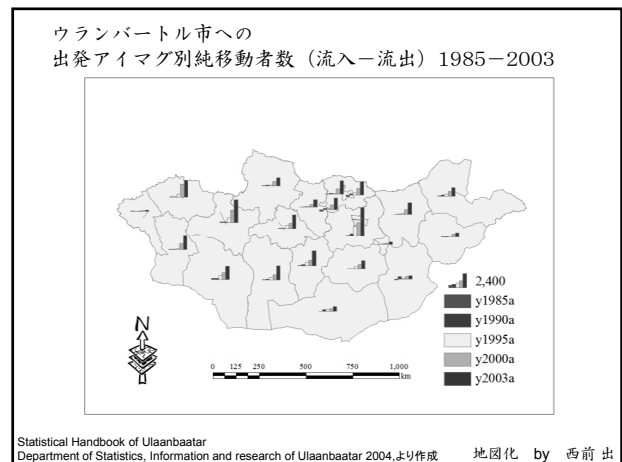 ウランバートル市への
出発アイマグ別純移動者数（流入－流出）1985－2003
2,400
y1985a
y1990a
y1995a
y2000a
y2003a
N
0 125 250 500 750 1,000
km
Statistical Handbook of Ulaanbaatar
Department of Statistics, Information and research of Ulaanbaatar 2004,より作成 地図化 by 西前 出